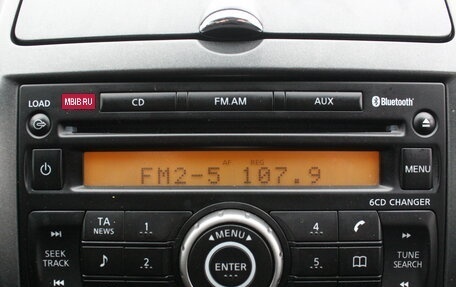 LOAD MBIB.RU CD FM.AM AUX Bluetooth
AF REG
FM2-5 107.9
MENU
6CD CHANGER
TA NEWS 1 MENU 4
SEEK TRACK 2 ENTER 5 TUNE SEARCH